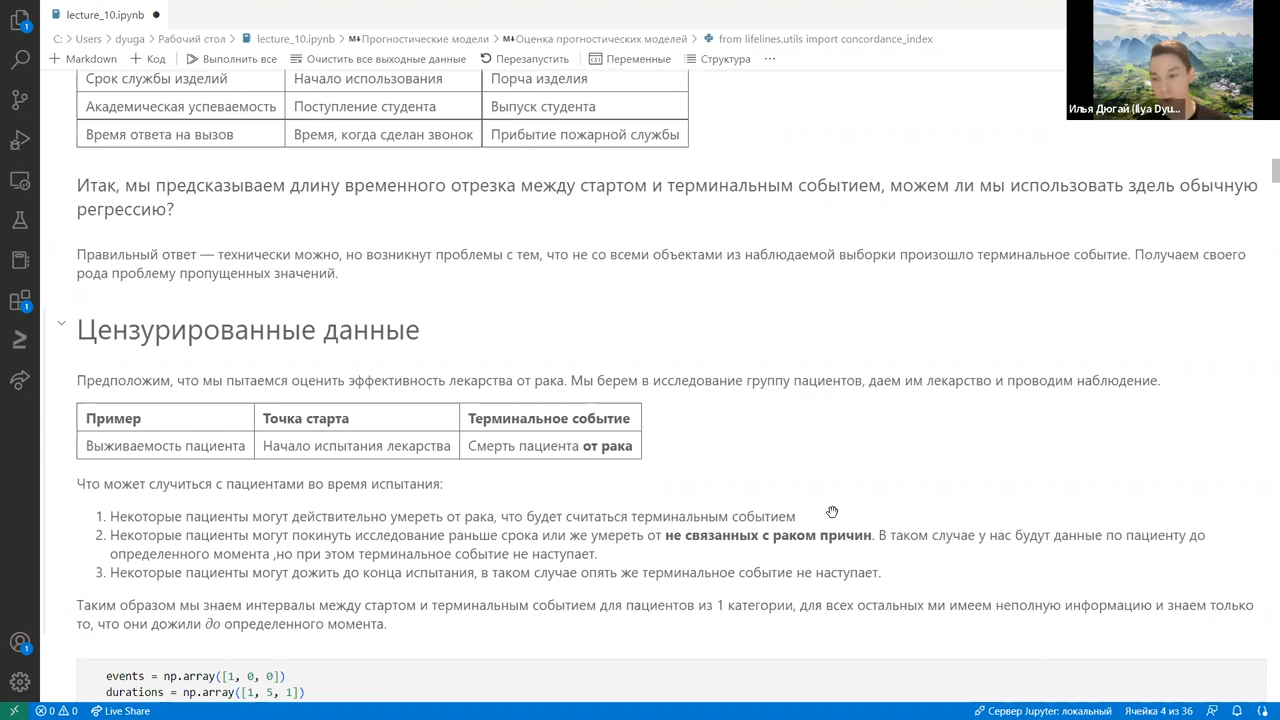 lecture_10.ipynb
C: > Users > dyuga > Рабочий стол > lecture_10.ipynb > Прогностические модели > Оценка прогностических моделей > from lifelines.utils import concordance_index
Markdown Код Выполнить все Очистить все выходные данные Перезапустить Переменные Структура ...
Срок службы изделий Начало использования Порча изделия
Академическая успеваемость Поступление студента Выпуск студента
Время ответа на вызов Время, когда сделан звонок Прибытие пожарной службы
Илья Дюгай (Ilya Dyu...
Итак, мы предсказываем длину временного отрезка между стартом и терминальным событием, можем ли мы использовать здель обычную
регрессию?
Правильный ответ — технически можно, но возникнут проблемы с тем, что не со всеми объектами из наблюдаемой выборки произошло терминальное событие. Получаем своего
рода проблему пропущенных значений.
Цензурированные данные
Предположим, что мы пытаемся оценить эффективность лекарства от рака. Мы берем в исследование группу пациентов, даем им лекарство и проводим наблюдение.
Пример Точка старта Терминальное событие
Выживаемость пациента Начало испытания лекарства Смерть пациента от рака
Что может случиться с пациентами во время испытания:
1. Некоторые пациенты могут действительно умереть от рака, что будет считаться терминальным событием
2. Некоторые пациенты могут покинуть исследование раньше срока или же умереть от не связанных с раком причин. В таком случае у нас будут данные по пациенту до
определенного момента ,но при этом терминальное событие не наступает.
3. Некоторые пациенты могут дожить до конца испытания, в таком случае опять же терминальное событие не наступает.
Таким образом мы знаем интервалы между стартом и терминальным событием для пациентов из 1 категории, для всех остальных ми имеем неполную информацию и знаем только
то, что они дожили до определенного момента.
events = np.array([1, 0, 0])
durations = np.array([1, 5, 1])
0 0 Live Share Сервер Jupyter: локальный Ячейка 4 из 36